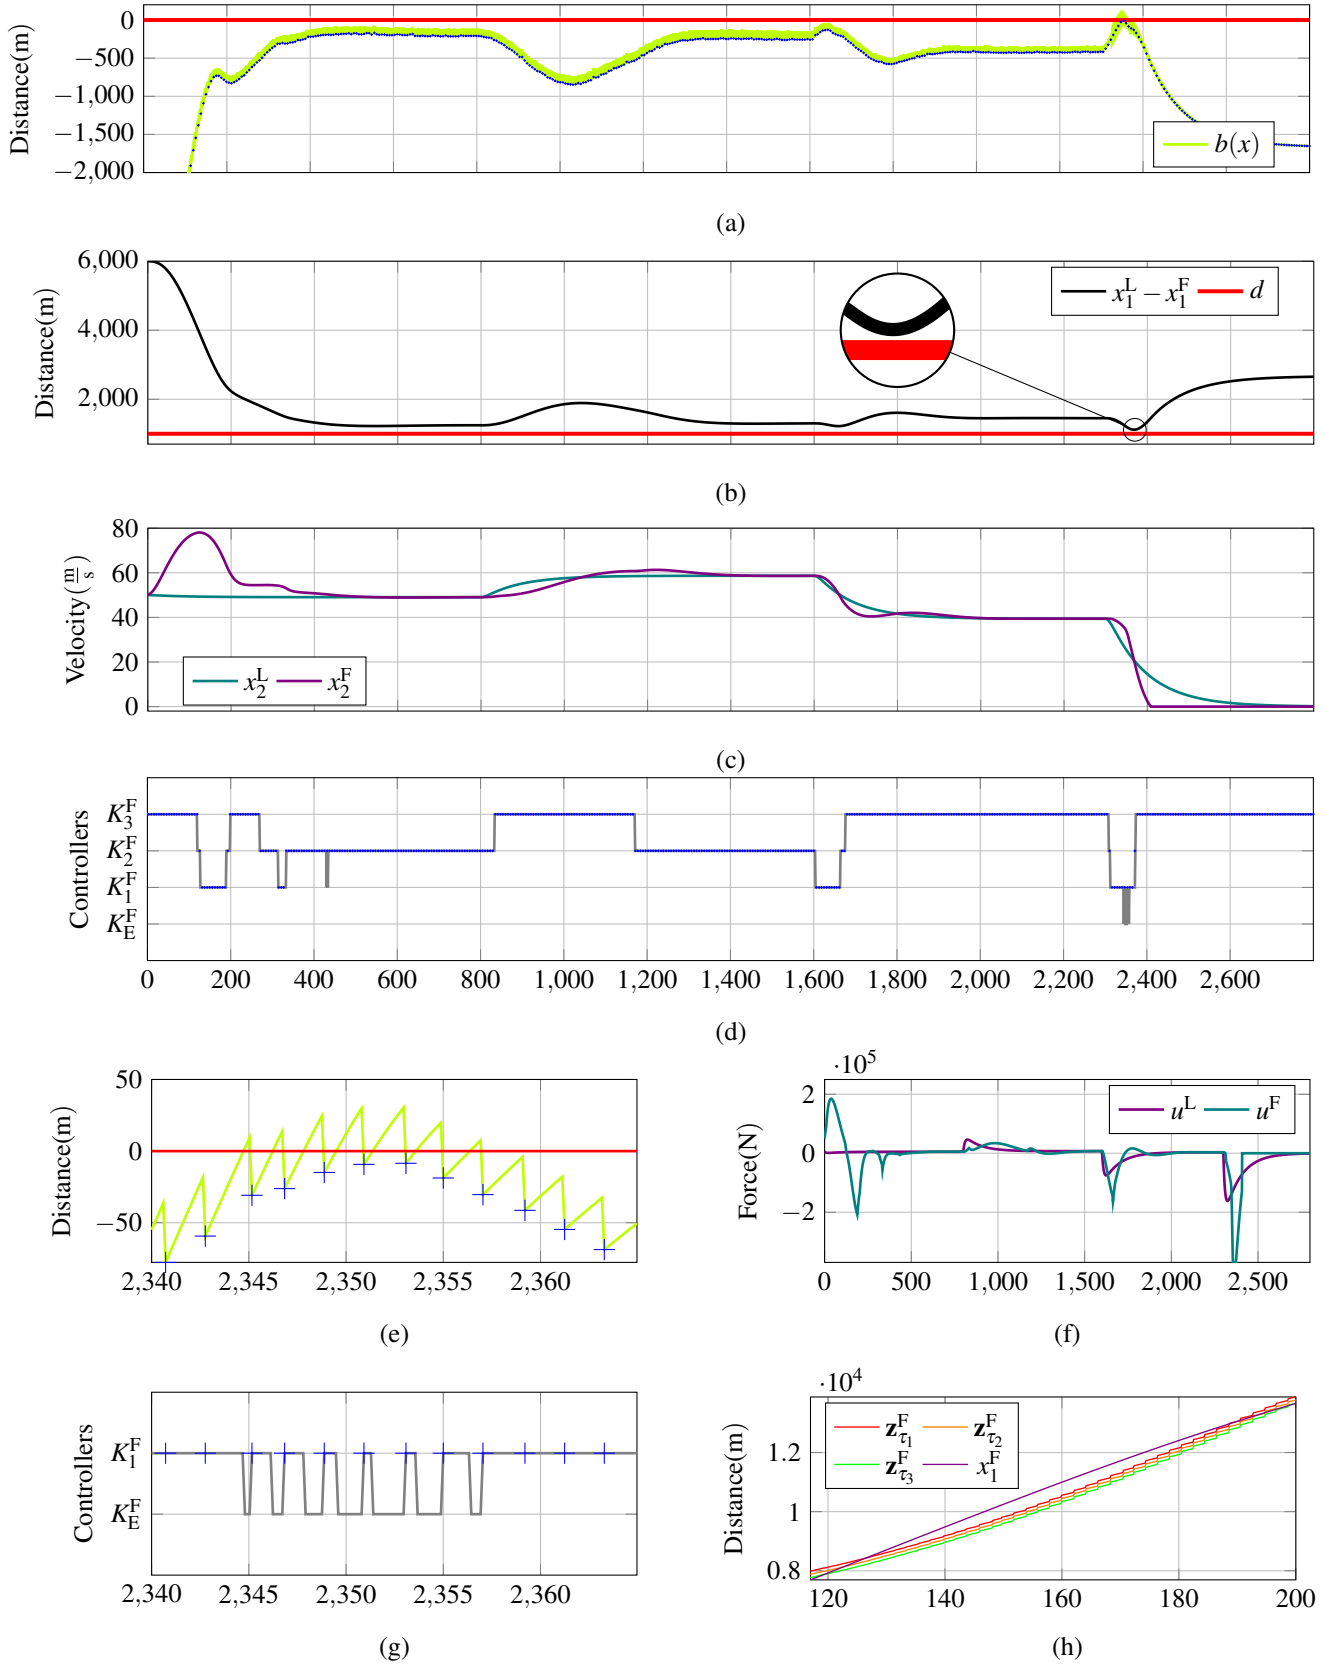 0
−500
−1,000
−1,500
−2,000
Distance(m)
b(x)
(a)
6,000
4,000
2,000
Distance(m)
x₁ᴸ − x₁ꟳ d
(b)
80
60
40
20
0
Velocity(m/s)
x₂ᴸ x₂ꟳ
(c)
K₃ꟳ
K₂ꟳ
K₁ꟳ
K_Eꟳ
Controllers
0 200 400 600 800 1,000 1,200 1,400 1,600 1,800 2,000 2,200 2,400 2,600
(d)
50
0
−50
Distance(m)
2,340 2,345 2,350 2,355 2,360
(e)
·10⁵
2
0
−2
Force(N)
uᴸ uꟳ
0 500 1,000 1,500 2,000 2,500
(f)
K₁ꟳ
K_Eꟳ
Controllers
2,340 2,345 2,350 2,355 2,360
(g)
·10⁴
1.2
1
0.8
Distance(m)
z_τ₁ꟳ z_τ₂ꟳ
z_τ₃ꟳ x₁ꟳ
120 140 160 180 200
(h)